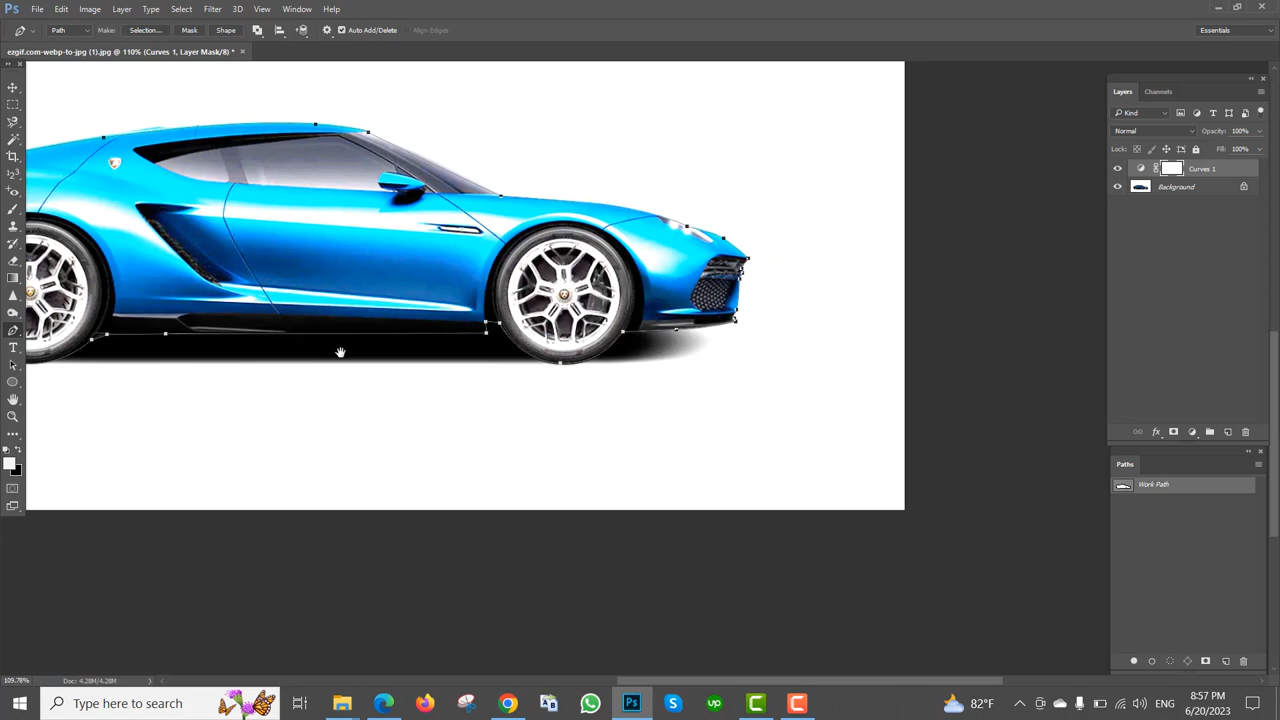 Ps File Edit Image Layer Type Select Filter 3D View Window Help
Path Make: Selection... Mask Shape Auto Add/Delete Align Edges Essentials
ezgif.com-webp-to-jpg (1).jpg @ 110% (Curves 1, Layer Mask/8) *
Layers Channels
Kind
Normal Opacity: 100%
Lock: Fill: 100%
Curves 1
Background
fx
Paths
Work Path
109.78% Doc: 4.28M/4.28M
Type here to search
Ps
82°F
ENG
8:57 PM
6/20/2023